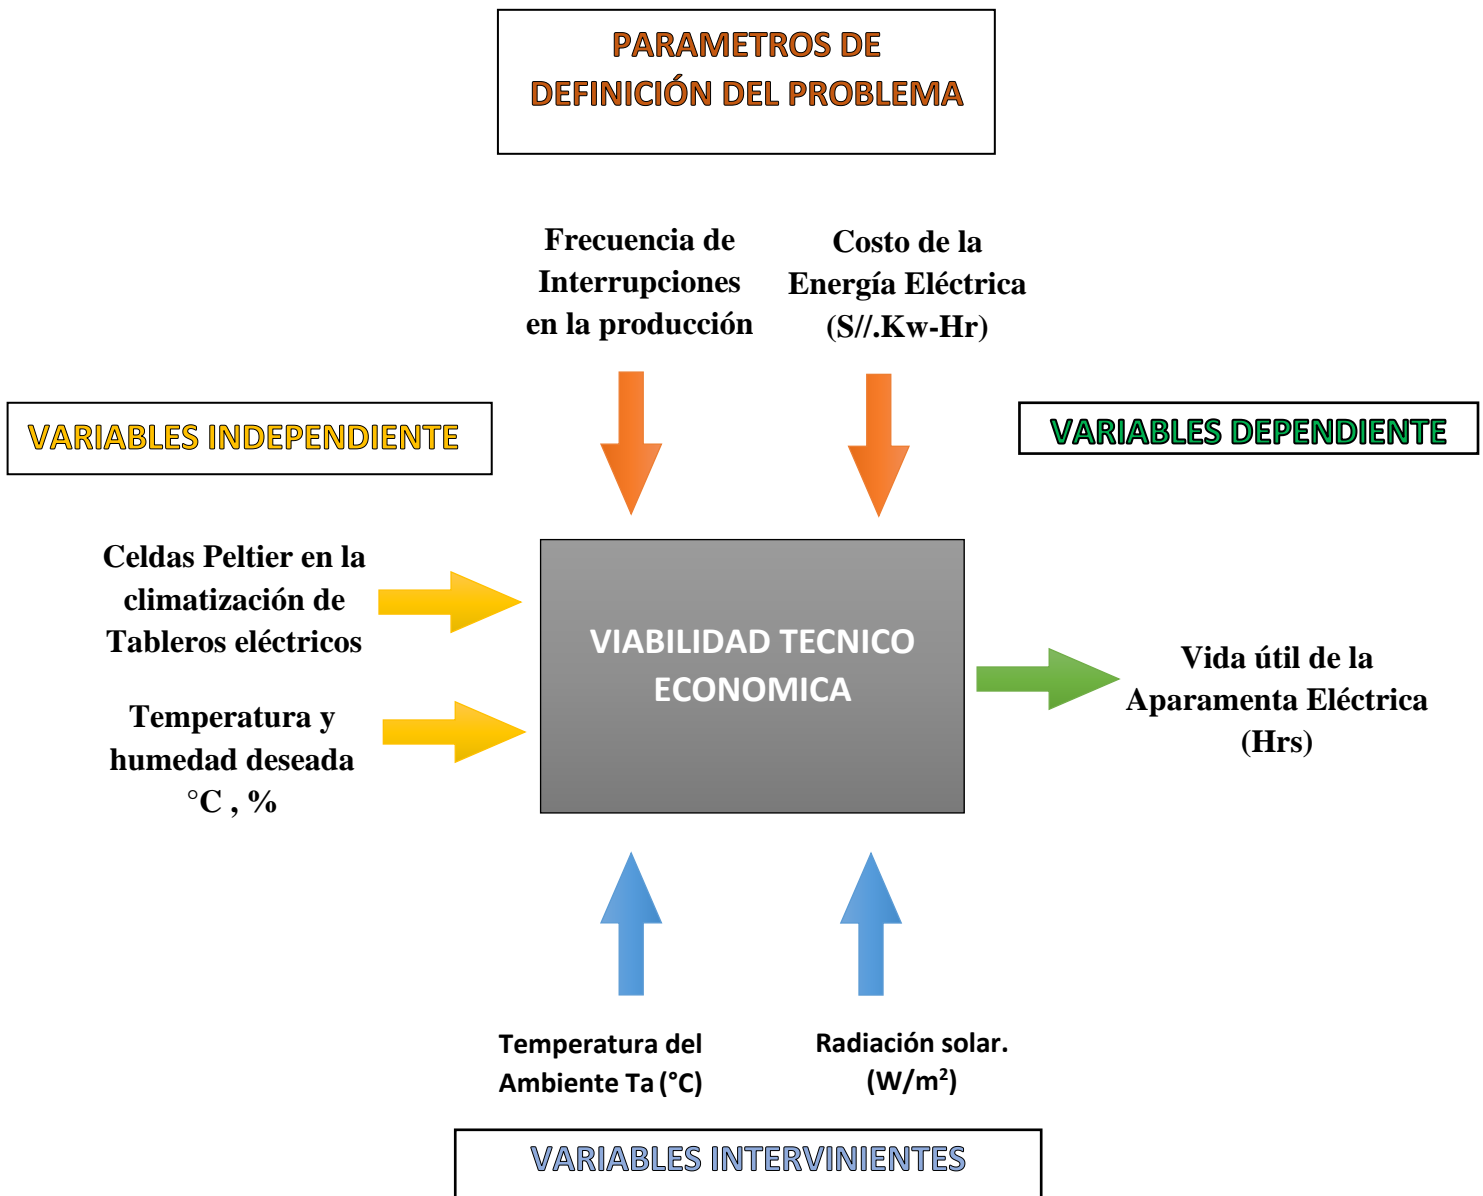 PARAMETROS DE
DEFINICIÓN DEL PROBLEMA
Frecuencia de
Interrupciones
en la producción
Costo de la
Energía Eléctrica
(S//.Kw-Hr)
VARIABLES INDEPENDIENTE
VARIABLES DEPENDIENTE
Celdas Peltier en la
climatización de
Tableros eléctricos
Temperatura y
humedad deseada
°C , %
VIABILIDAD TECNICO
ECONOMICA
Vida útil de la
Aparamenta Eléctrica
(Hrs)
Temperatura del
Ambiente Ta (°C)
Radiación solar.
(W/m²)
VARIABLES INTERVINIENTES